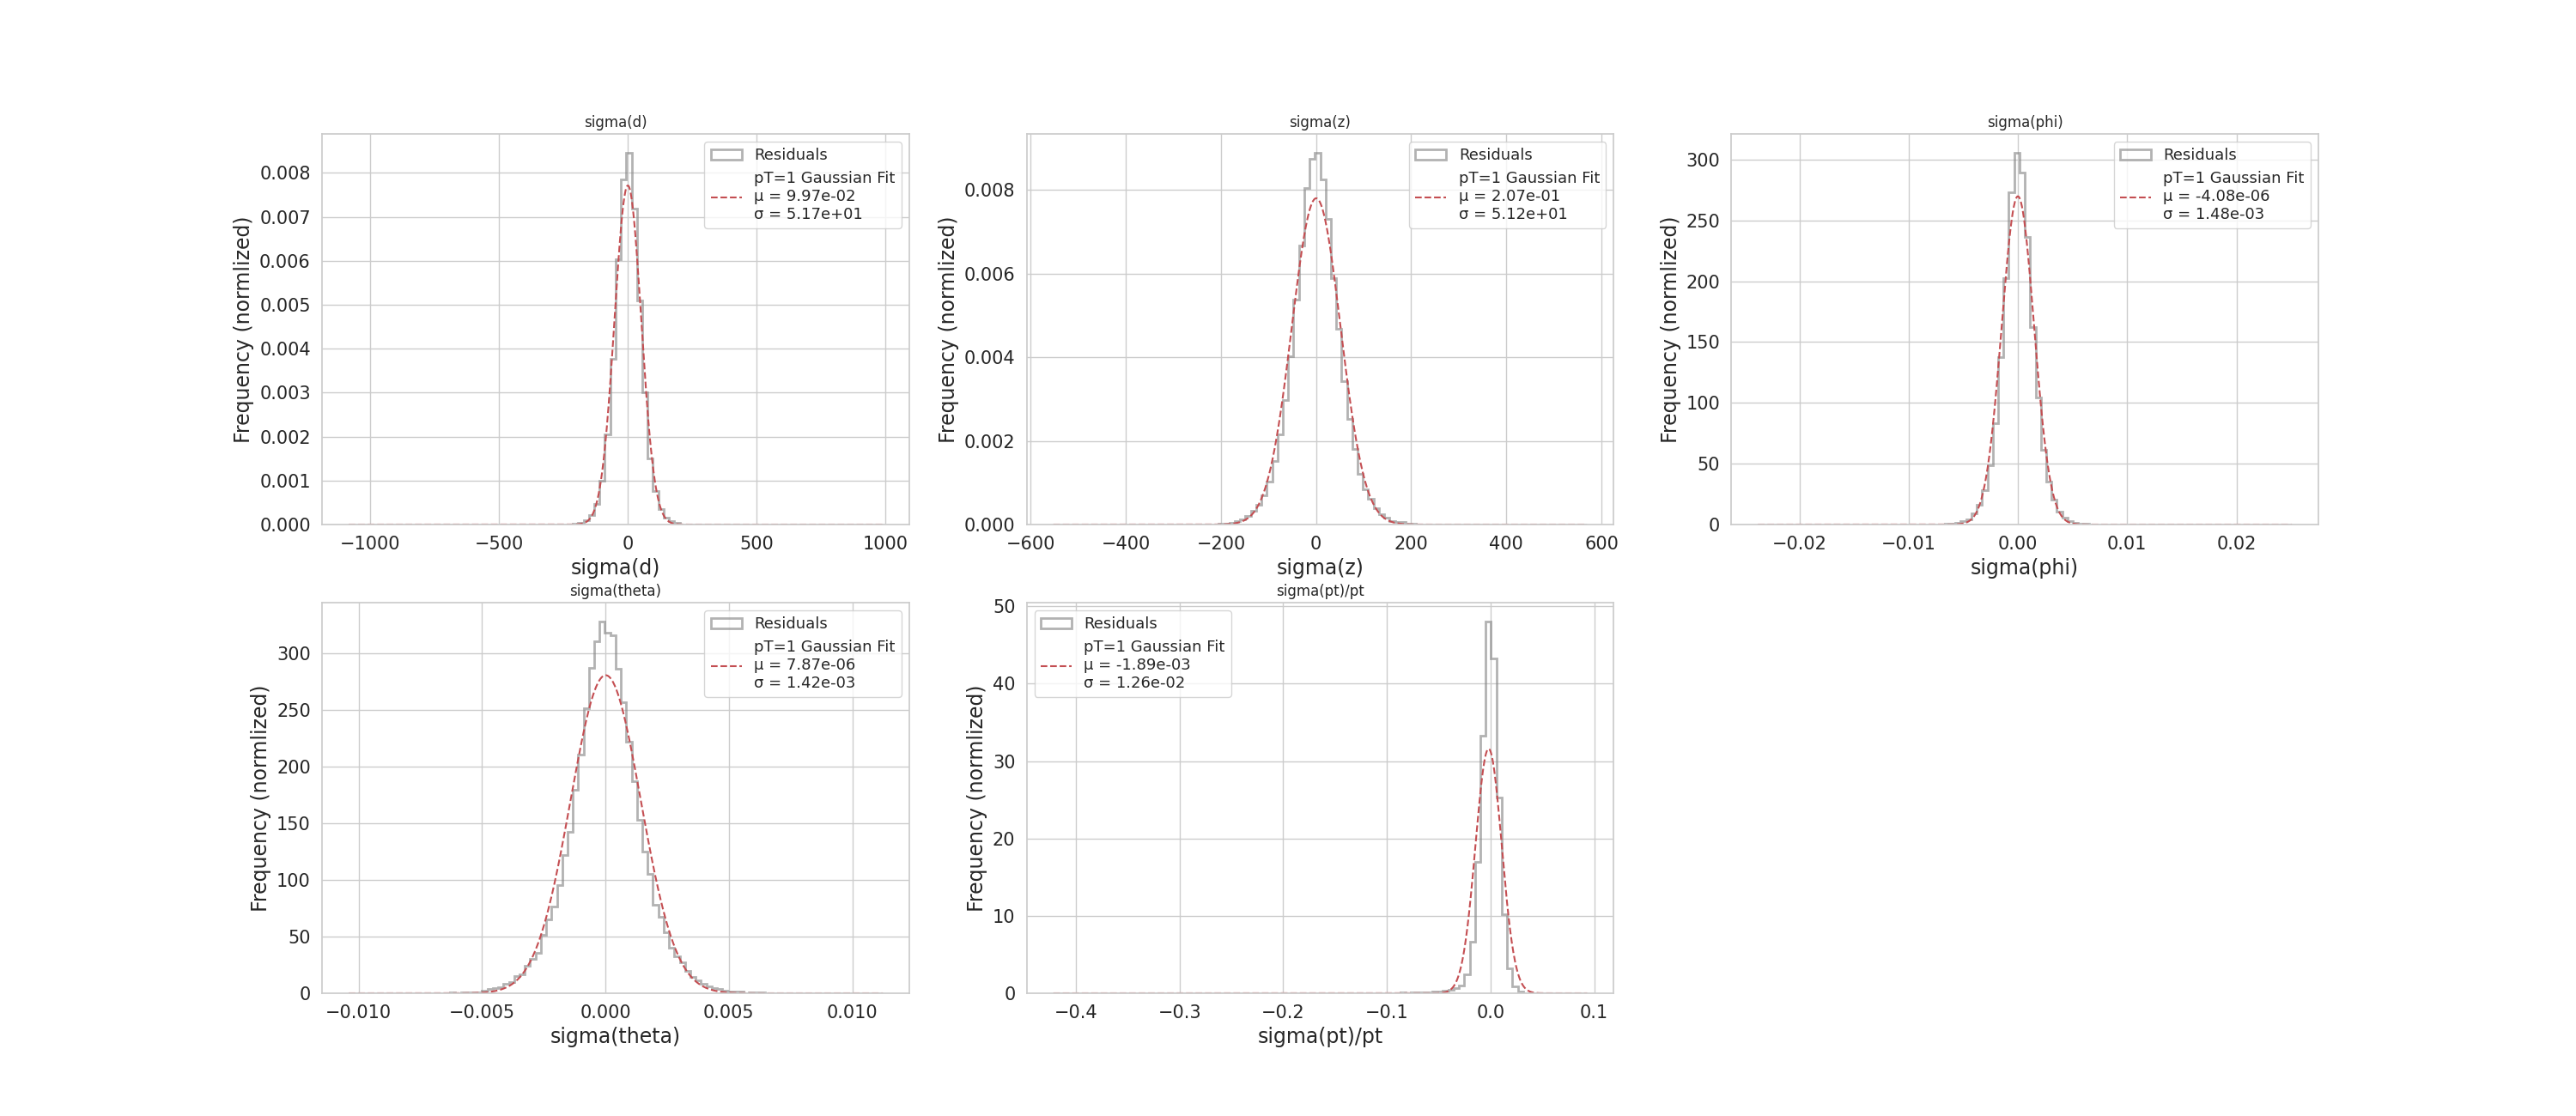 sigma(d)
Frequency (normlized)
0.008
0.007
0.006
0.005
0.004
0.003
0.002
0.001
0.000
Residuals
pT=1 Gaussian Fit
μ = 9.97e-02
σ = 5.17e+01
−1000 −500 0 500 1000
sigma(d)
sigma(z)
Frequency (normlized)
0.008
0.006
0.004
0.002
0.000
Residuals
pT=1 Gaussian Fit
μ = 2.07e-01
σ = 5.12e+01
−600 −400 −200 0 200 400 600
sigma(z)
sigma(phi)
Frequency (normlized)
300
250
200
150
100
50
0
Residuals
pT=1 Gaussian Fit
μ = -4.08e-06
σ = 1.48e-03
−0.02 −0.01 0.00 0.01 0.02
sigma(phi)
sigma(theta)
Frequency (normlized)
300
250
200
150
100
50
0
Residuals
pT=1 Gaussian Fit
μ = 7.87e-06
σ = 1.42e-03
−0.010 −0.005 0.000 0.005 0.010
sigma(theta)
sigma(pt)/pt
Frequency (normlized)
50
40
30
20
10
0
Residuals
pT=1 Gaussian Fit
μ = -1.89e-03
σ = 1.26e-02
−0.4 −0.3 −0.2 −0.1 0.0 0.1
sigma(pt)/pt